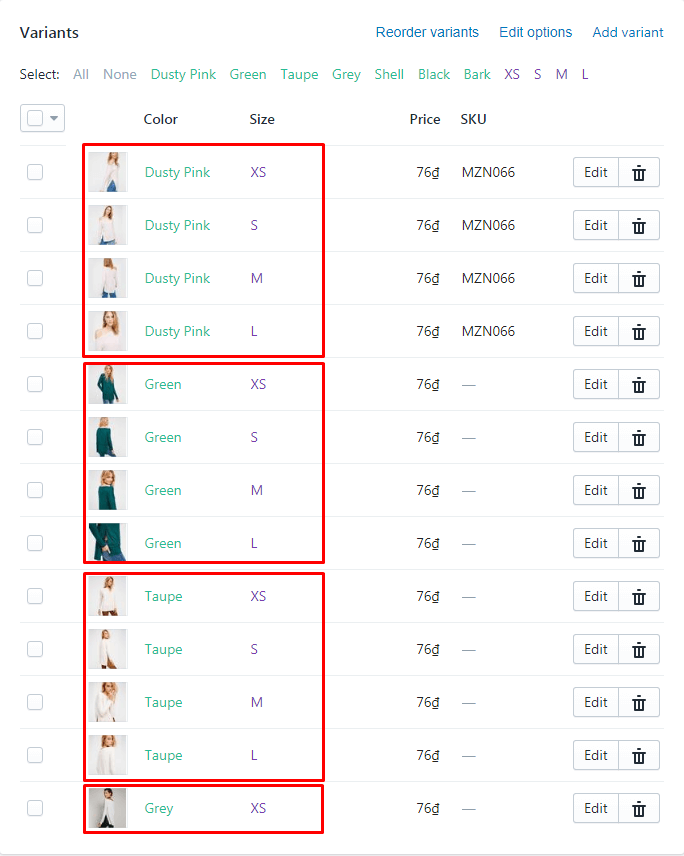 Variants Reorder variants Edit options Add variant
Select: All None Dusty Pink Green Taupe Grey Shell Black Bark XS S M L
Color Size Price SKU
Dusty Pink XS 76₫ MZN066 Edit
Dusty Pink S 76₫ MZN066 Edit
Dusty Pink M 76₫ MZN066 Edit
Dusty Pink L 76₫ MZN066 Edit
Green XS 76₫ — Edit
Green S 76₫ — Edit
Green M 76₫ — Edit
Green L 76₫ — Edit
Taupe XS 76₫ — Edit
Taupe S 76₫ — Edit
Taupe M 76₫ — Edit
Taupe L 76₫ — Edit
Grey XS 76₫ — Edit